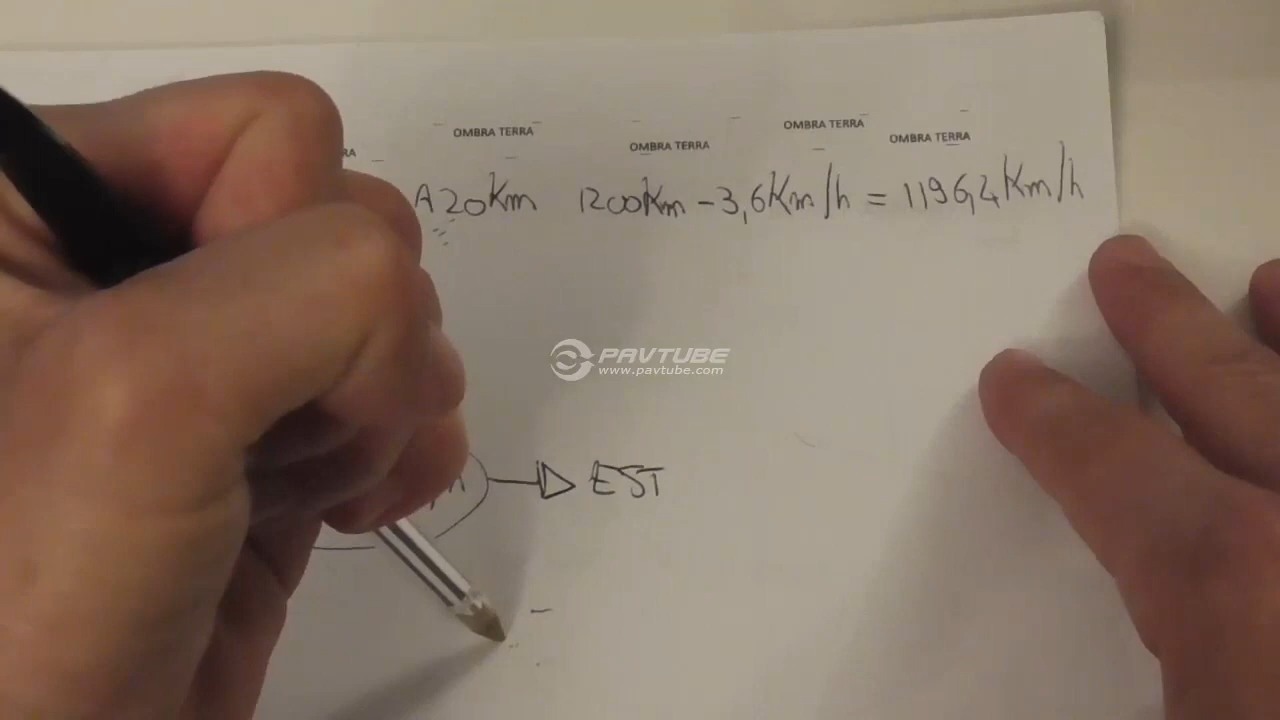 OMBRA TERRA OMBRA TERRA
RA OMBRA TERRA OMBRA TERRA
A 20Km 1200Km - 3,6Km/h = 1196,4Km/h
PAVTUBE
www.pavtube.com
EST